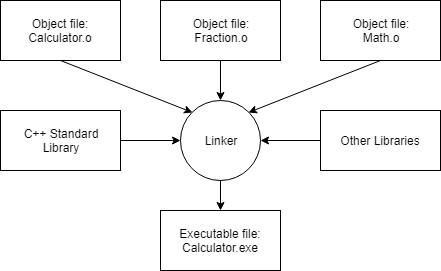 Object file:
Calculator.o
Object file:
Fraction.o
Object file:
Math.o
C++ Standard
Library
Linker
Other Libraries
Executable file:
Calculator.exe